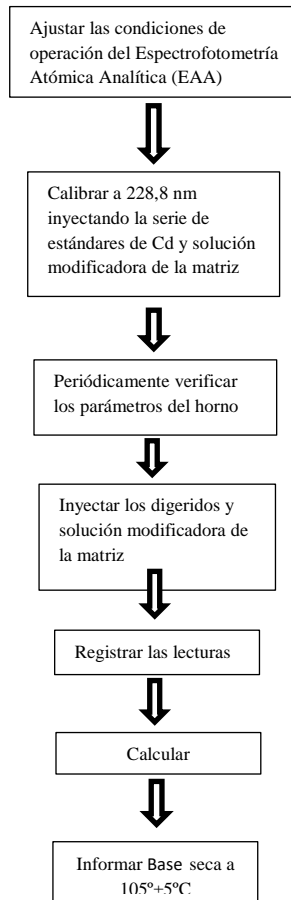 Ajustar las condiciones de
operación del Espectrofotometría
Atómica Analítica (EAA)
Calibrar a 228,8 nm
inyectando la serie de
estándares de Cd y solución
modificadora de la matriz
Periódicamente verificar
los parámetros del horno
Inyectar los digeridos y
solución modificadora de
la matriz
Registrar las lecturas
Calcular
Informar Base seca a
105º+5ºC